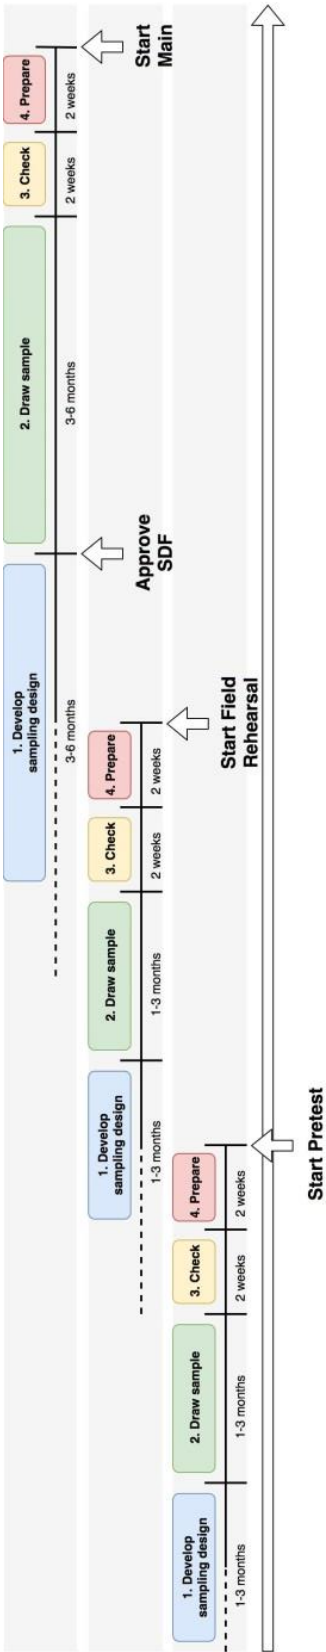 1. Develop
sampling design
2. Draw sample
3. Check
4. Prepare
3-6 months
3-6 months
2 weeks
2 weeks
Approve
SDF
Start
Main
1. Develop
sampling design
2. Draw sample
3. Check
4. Prepare
1-3 months
1-3 months
2 weeks
2 weeks
Start Field
Rehearsal
1. Develop
sampling design
2. Draw sample
3. Check
4. Prepare
1-3 months
1-3 months
2 weeks
2 weeks
Start Pretest